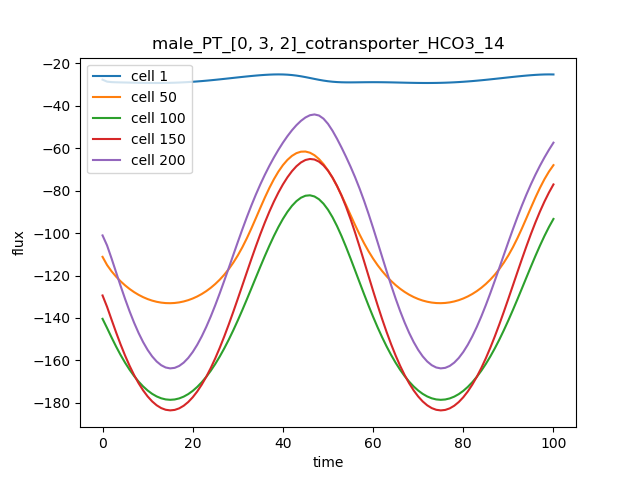 male_PT_[0, 3, 2]_cotransporter_HCO3_14
−20
−40
−60
−80
−100
−120
−140
−160
−180
flux
cell 1
cell 50
cell 100
cell 150
cell 200
0 20 40 60 80 100
time